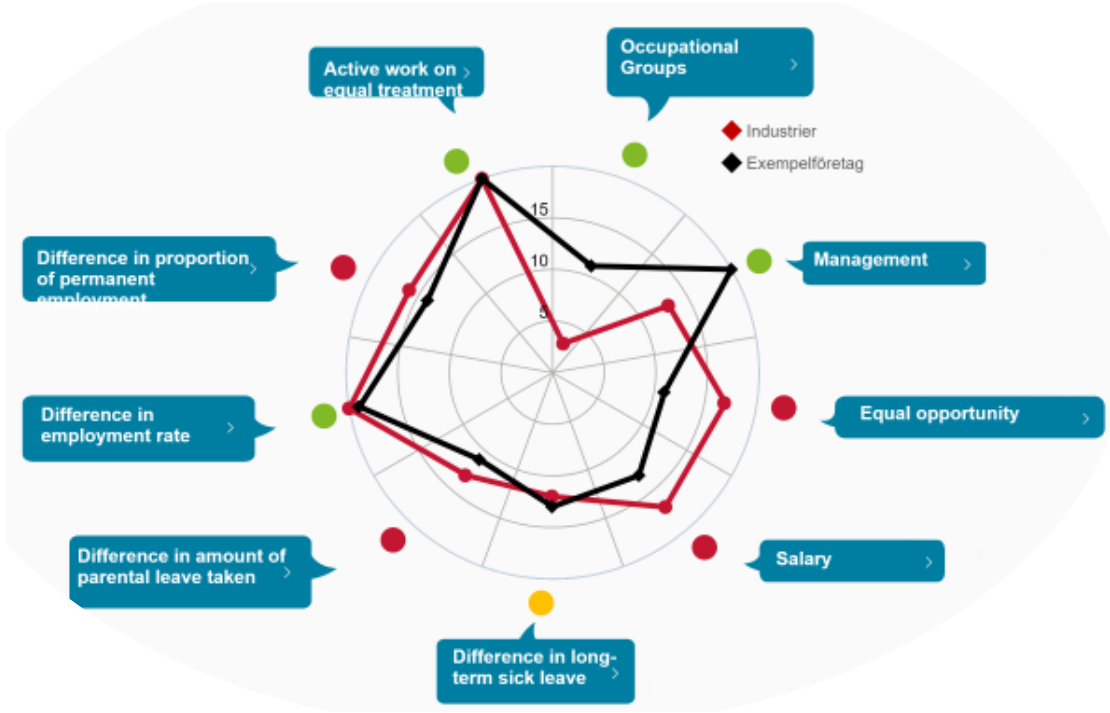 Active work on
equal treatment
Occupational
Groups
Industrier
Exempelföretag
15
10
5
Difference in proportion
of permanent
employment
Management
Difference in
employment rate
Equal opportunity
Difference in amount of
parental leave taken
Salary
Difference in long-
term sick leave